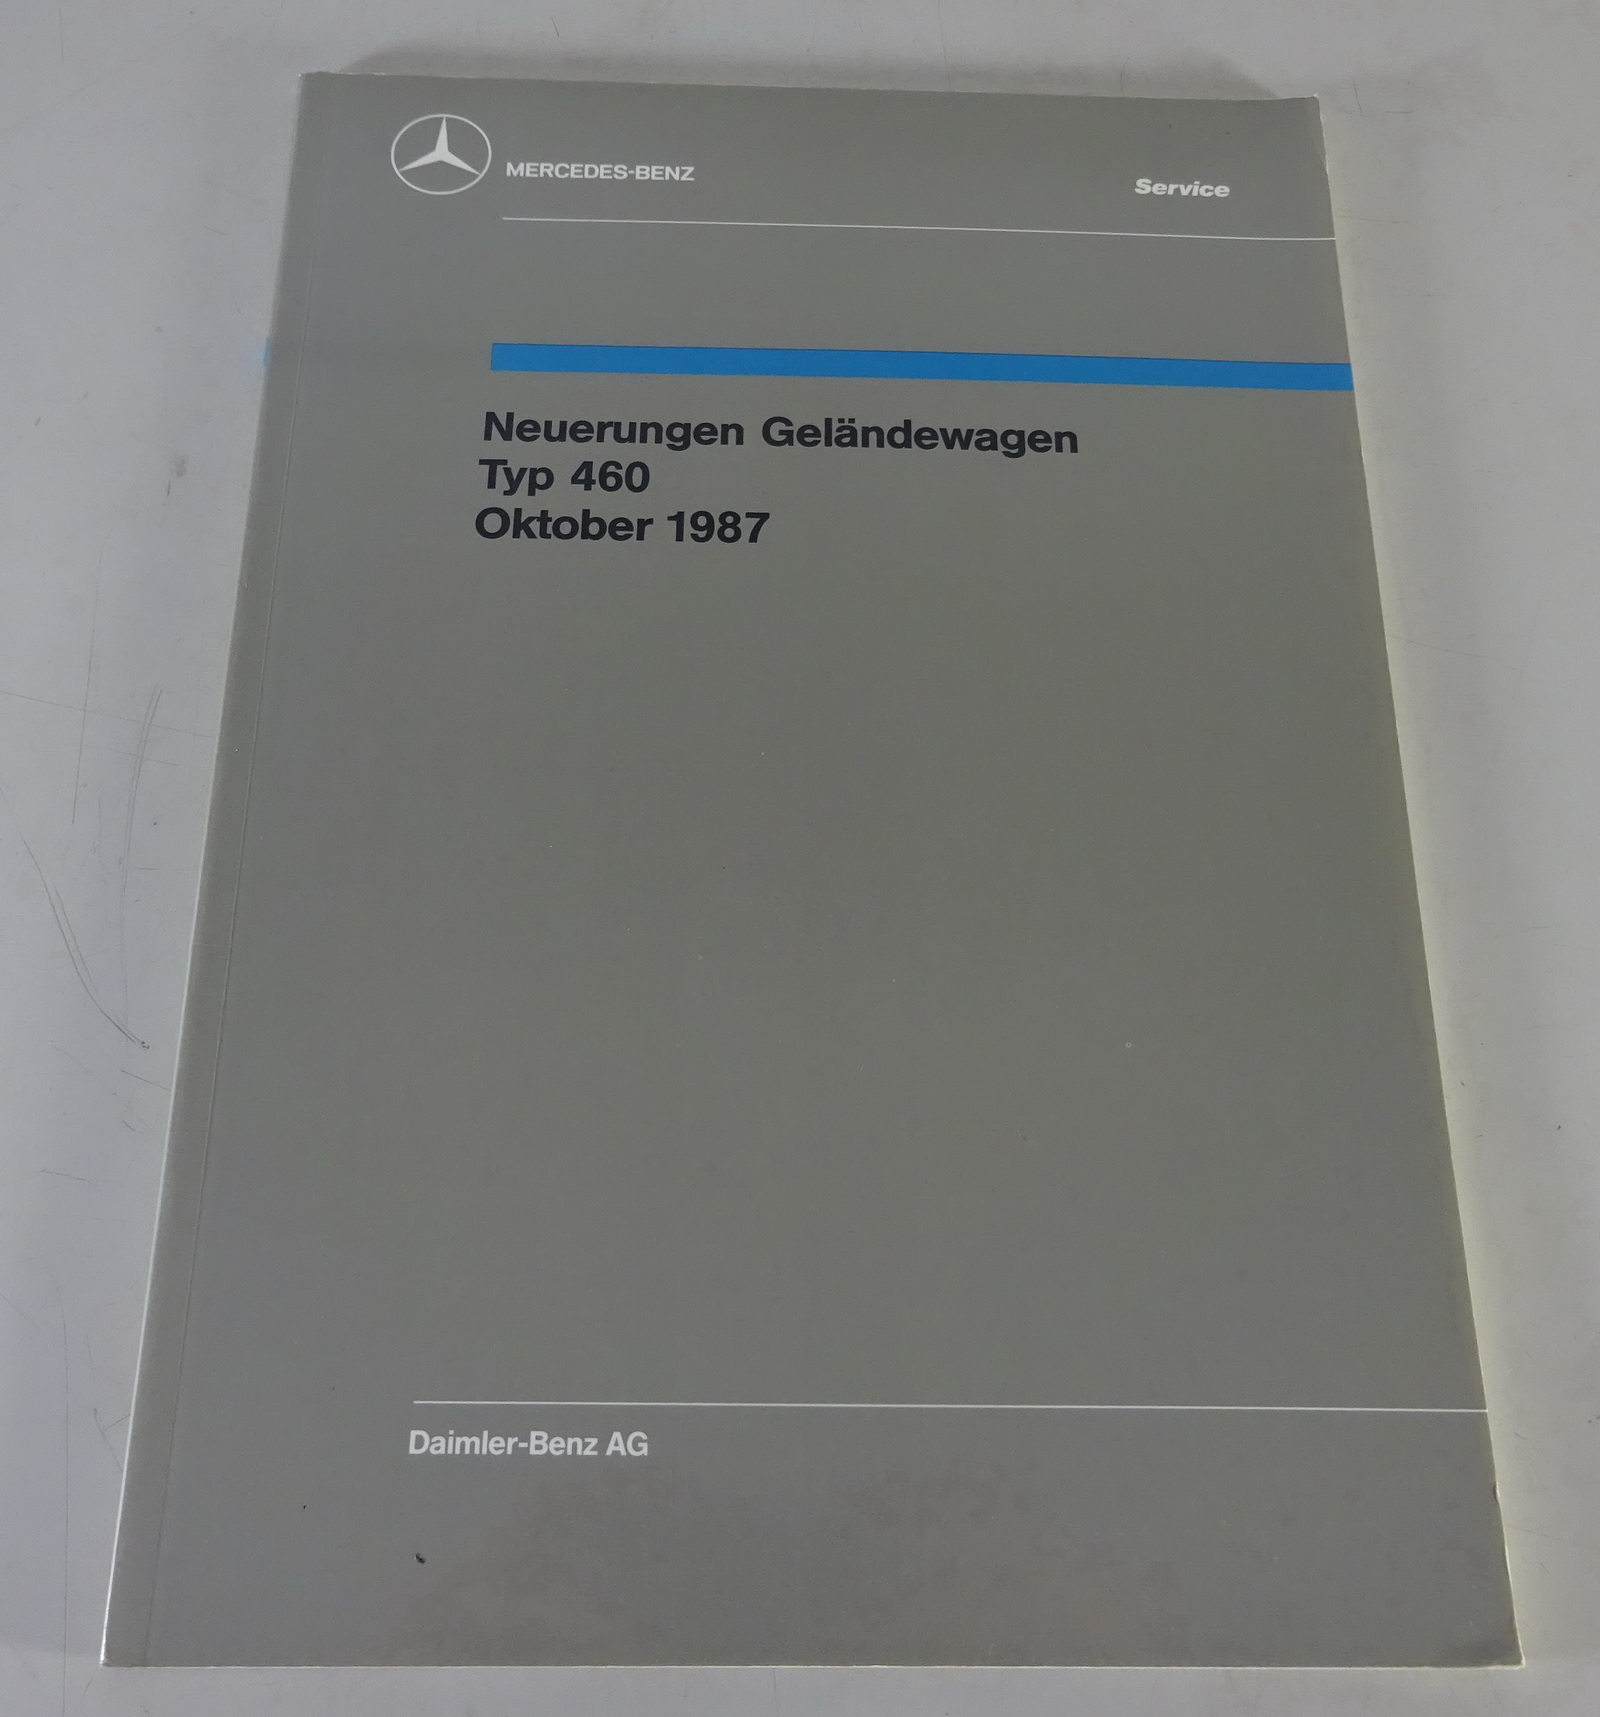 MERCEDES-BENZ
Service
Neuerungen Geländewagen
Typ 460
Oktober 1987
Daimler-Benz AG